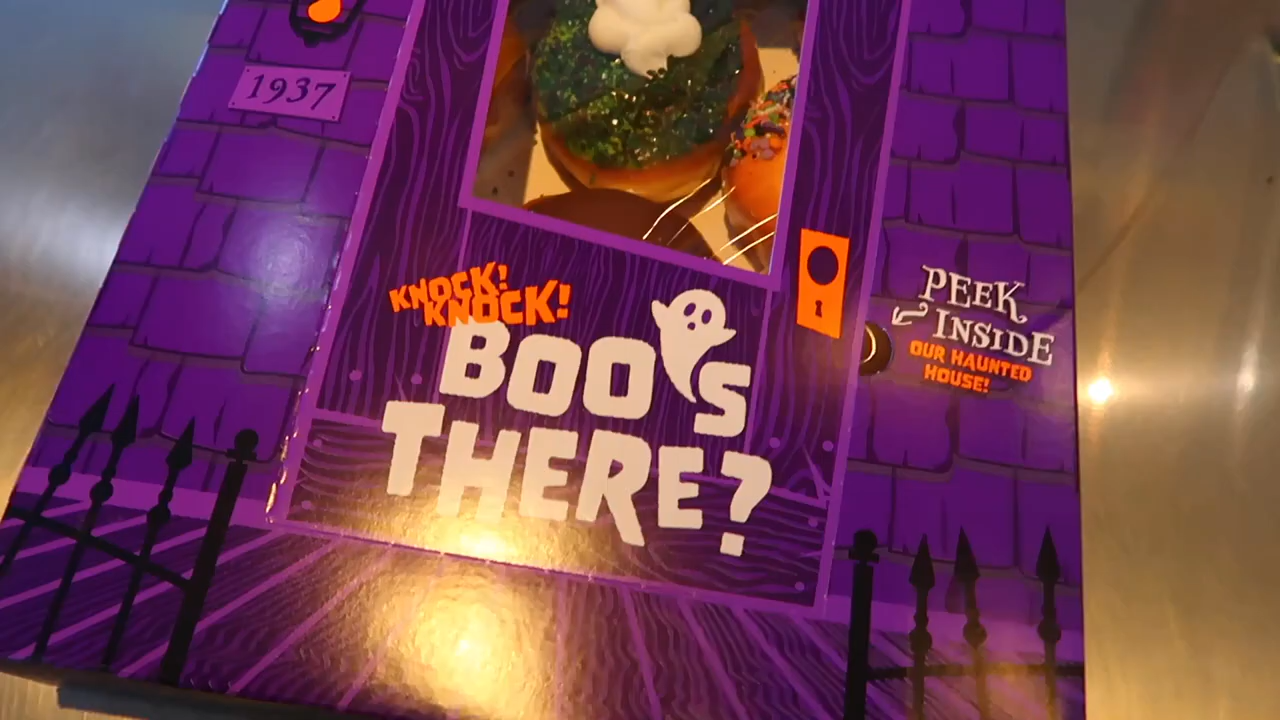 1937
KNOCK!
KNOCK!
BOO'S
THERE?
PEEK
INSIDE
OUR HAUNTED
HOUSE!